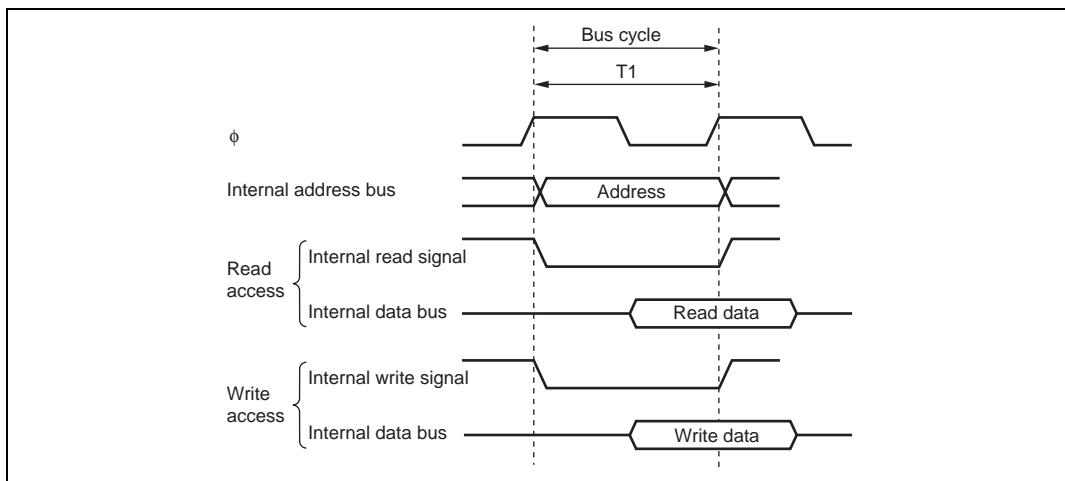 Bus cycle
T1
ϕ
Internal address bus
Address
Read
access
Internal read signal
Internal data bus
Read data
Write
access
Internal write signal
Internal data bus
Write data